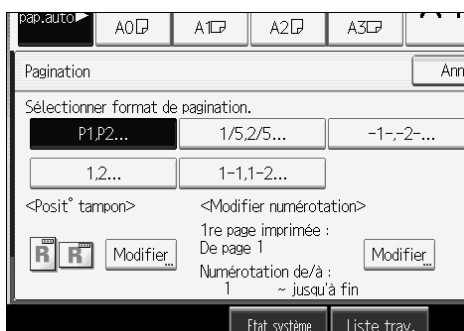 pap.auto►
A0 A1 A2 A3
Pagination
Sélectionner format de pagination.
P1,P2... 1/5,2/5... -1-,-2-...
1,2... 1-1,1-2...
<Posit° tampon> <Modifier numérotation>
1re page imprimée :
De page 1
R R Modifier Modifier
Numérotation de/à :
1 ~ jusqu'à fin
Etat système Liste trav.